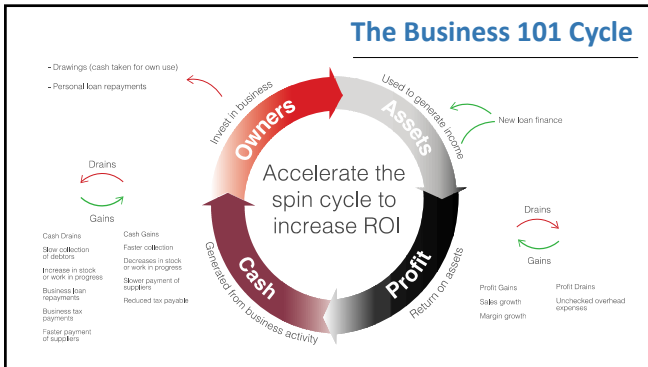 The Business 101 Cycle
- Drawings (cash taken for own use)
- Personal loan repayments
Invest in business
Owners
Used to generate income
Assets
New loan finance
Accelerate the
spin cycle to
increase ROI
Drains
Gains
Cash Drains
Slow collection
of debtors
Increase in stock
or work in progress
Business loan
repayments
Business tax
payments
Faster payment
of suppliers
Cash Gains
Faster collection
Decreases in stock
or work in progress
Slower payment of
suppliers
Reduced tax payable
Cash
Generated from business activity
Profit
Return on assets
Drains
Gains
Profit Gains
Sales growth
Margin growth
Profit Drains
Unchecked overhead
expenses